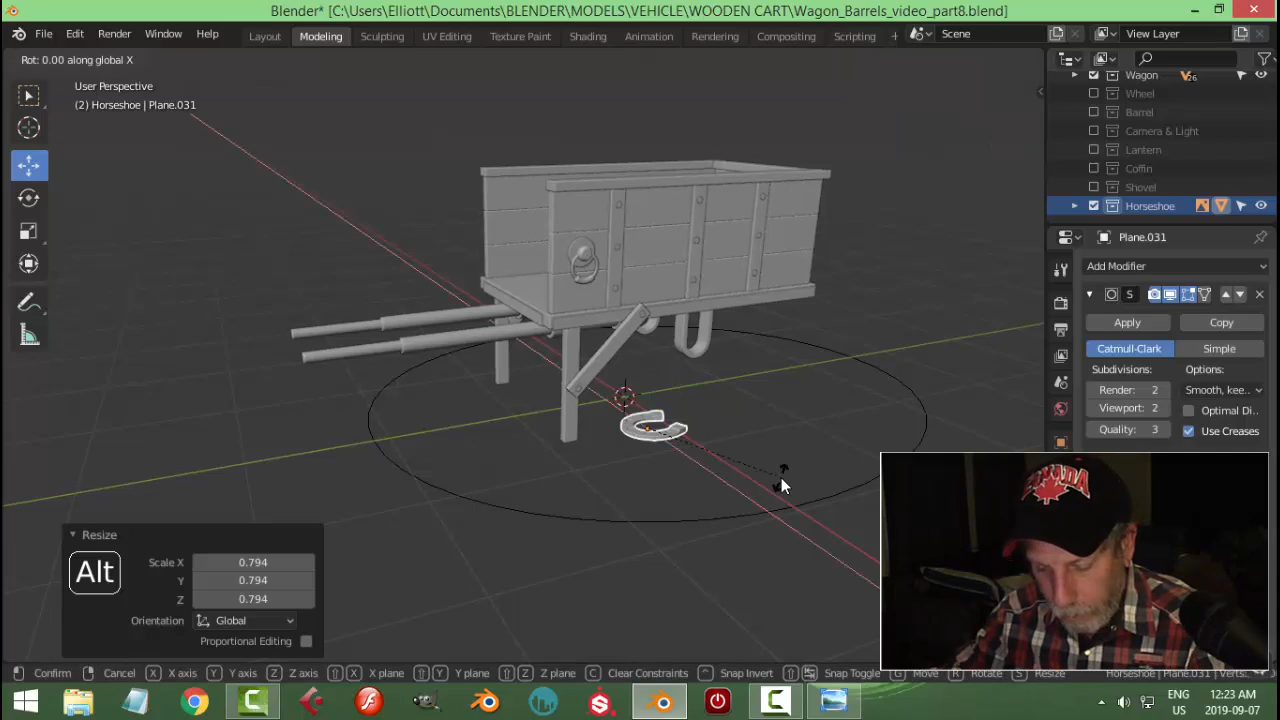 Blender* [C:\Users\Elliott\Documents\BLENDER\MODELS\VEHICLE\WOODEN CART\Wagon_Barrels_video_part8.blend]
File Edit Render Window Help Layout Modeling Sculpting UV Editing Texture Paint Shading Animation Rendering Compositing Scripting + Scene View Layer
Rot: 0.00 along global X
User Perspective
(2) Horseshoe | Plane.031
Wagon 26
Wheel
Barrel
Camera & Light
Lantern
Coffin
Shovel
Horseshoe
Plane.031
Add Modifier
S
Apply Copy
Catmull-Clark Simple
Subdivisions: Options:
Render: 2 Smooth, kee..
Viewport: 2 Optimal Di..
Quality: 3 Use Creases
CANADA
Resize
Alt
Scale X 0.794
Y 0.794
Z 0.794
Orientation Global
Proportional Editing
Confirm Cancel X X axis Y Y axis Z Z axis X X plane Y Y plane Z Z plane C Clear Constraints ^ Snap Invert Snap Toggle G Move R Rotate S Resize Horseshoe | Plane.031 | Verts:
ENG
US
12:23 AM
2019-09-07